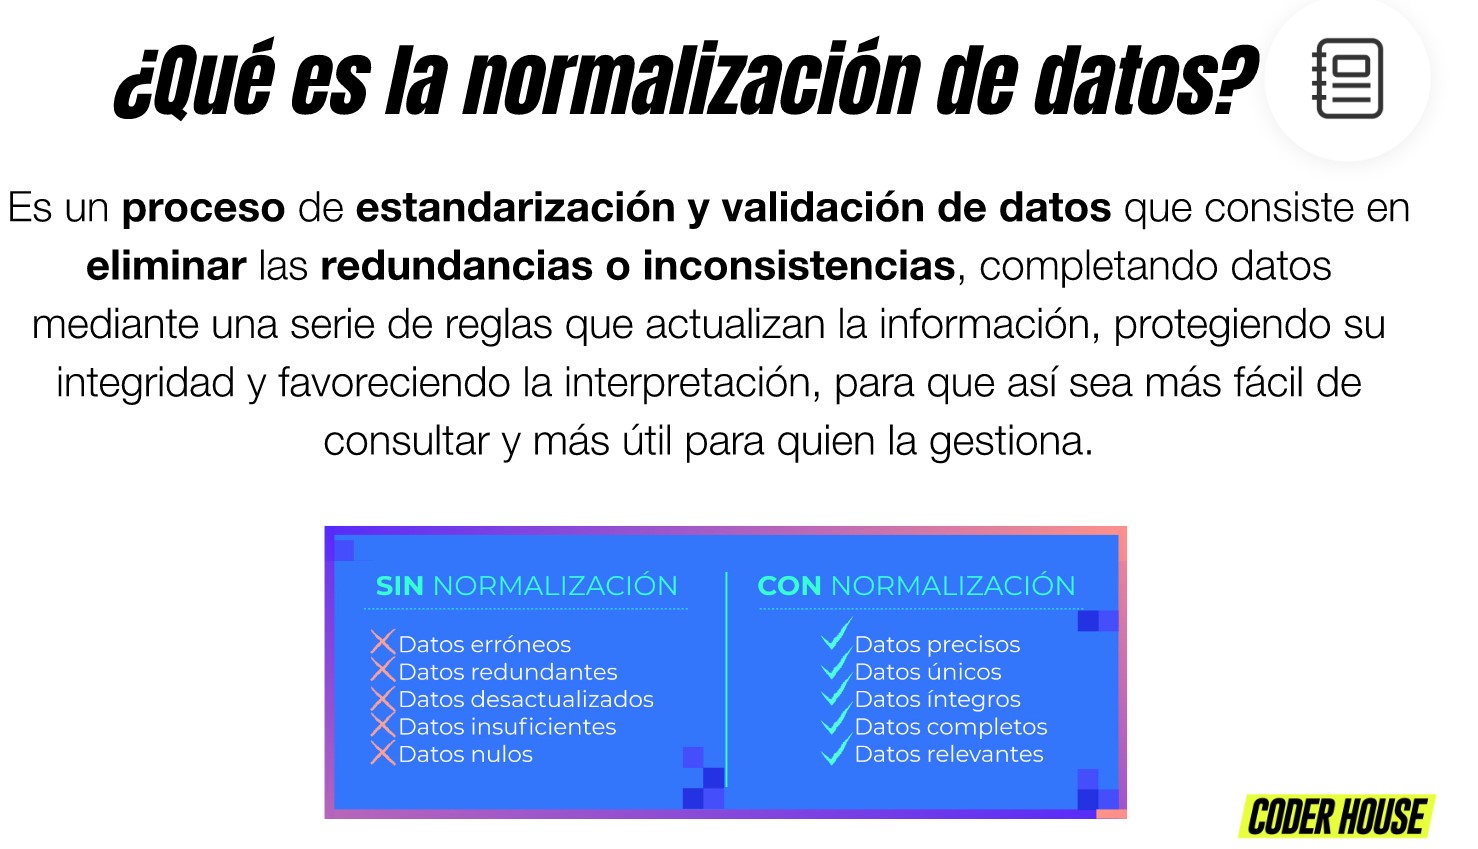 ¿Qué es la normalización de datos?
Es un proceso de estandarización y validación de datos que consiste en
eliminar las redundancias o inconsistencias, completando datos
mediante una serie de reglas que actualizan la información, protegiendo su
integridad y favoreciendo la interpretación, para que así sea más fácil de
consultar y más útil para quien la gestiona.
SIN NORMALIZACIÓN
Datos erróneos
Datos redundantes
Datos desactualizados
Datos insuficientes
Datos nulos
CON NORMALIZACIÓN
Datos precisos
Datos únicos
Datos íntegros
Datos completos
Datos relevantes
CODER HOUSE